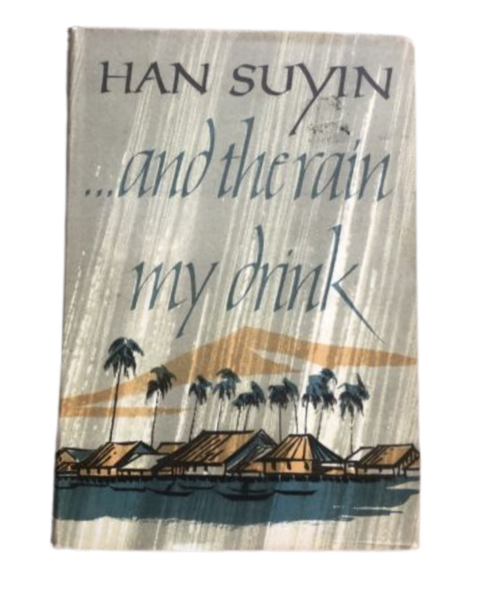 HAN SUYIN
...and the rain
my drink